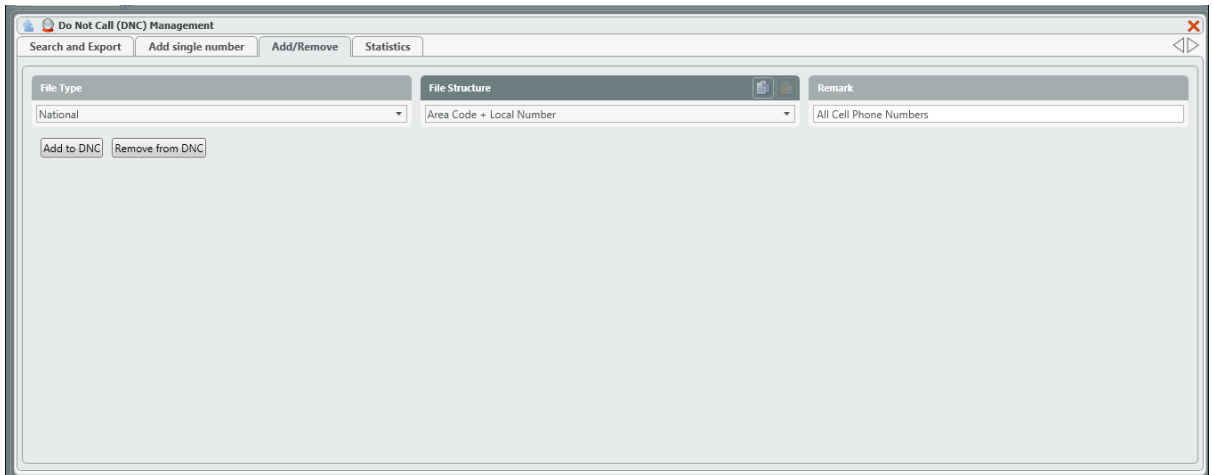 Do Not Call (DNC) Management
Search and Export Add single number Add/Remove Statistics
File Type File Structure Remark
National Area Code + Local Number All Cell Phone Numbers
Add to DNC Remove from DNC